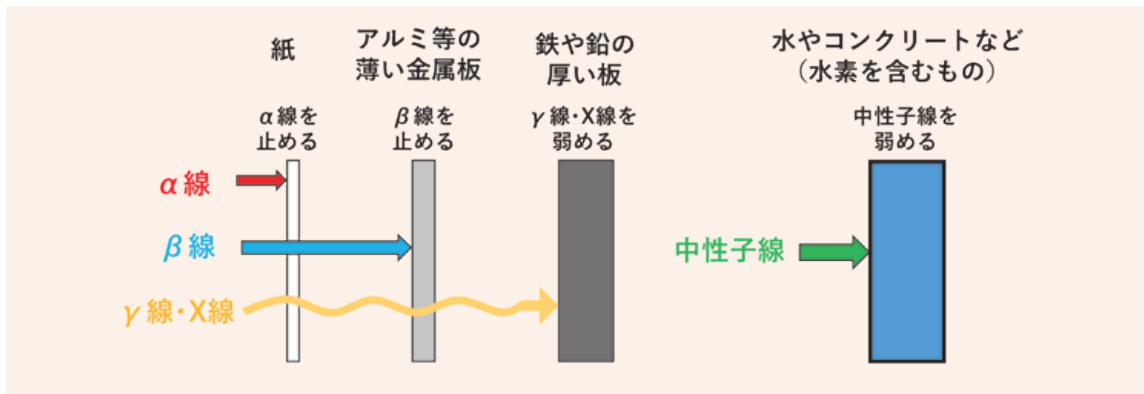 紙
アルミ等の
薄い金属板
鉄や鉛の
厚い板
水やコンクリートなど
（水素を含むもの）
α線を
止める
β線を
止める
γ線･X線を
弱める
中性子線を
弱める
α線
β線
γ線･X線
中性子線